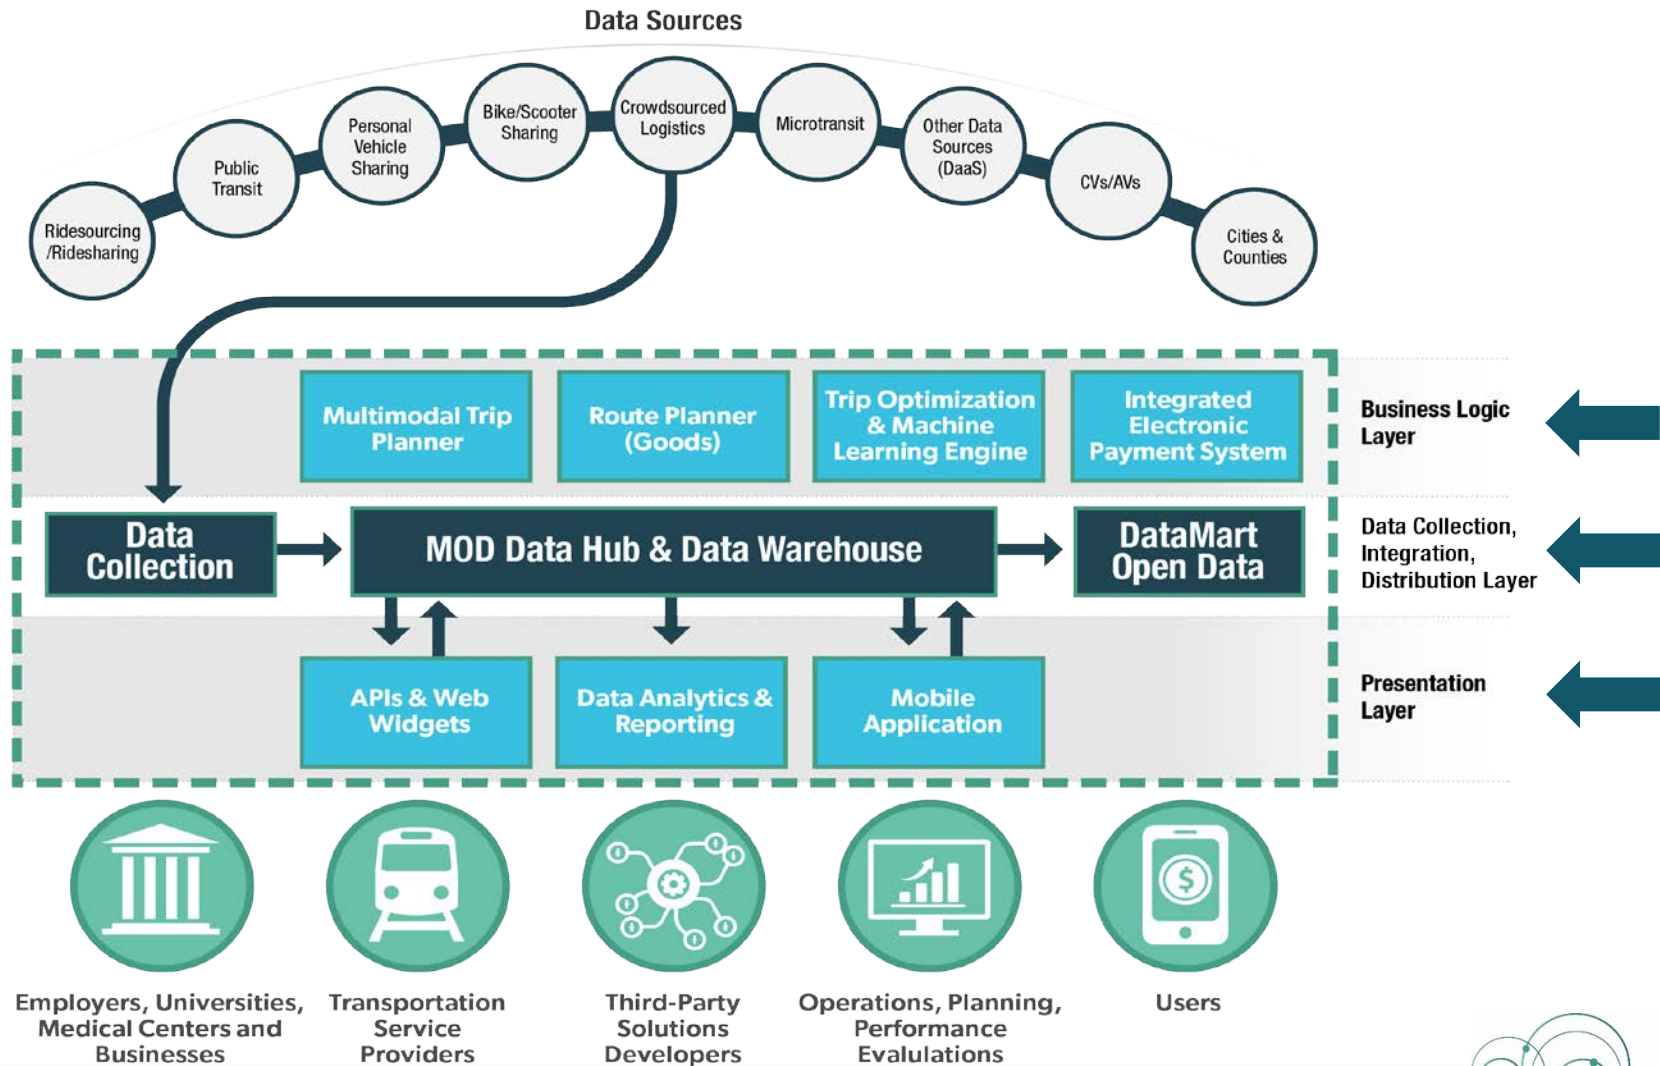 Data Sources
Ridesourcing
/Ridesharing
Public
Transit
Personal
Vehicle
Sharing
Bike/Scooter
Sharing
Crowdsourced
Logistics
Microtransit
Other Data
Sources
(DaaS)
CVs/AVs
Cities &
Counties
Multimodal Trip
Planner
Route Planner
(Goods)
Trip Optimization
& Machine
Learning Engine
Integrated
Electronic
Payment System
Business Logic
Layer
Data
Collection
MOD Data Hub & Data Warehouse
DataMart
Open Data
Data Collection,
Integration,
Distribution Layer
APIs & Web
Widgets
Data Analytics &
Reporting
Mobile
Application
Presentation
Layer
$
Employers, Universities,
Medical Centers and
Businesses
Transportation
Service
Providers
Third-Party
Solutions
Developers
Operations, Planning,
Performance
Evalulations
Users